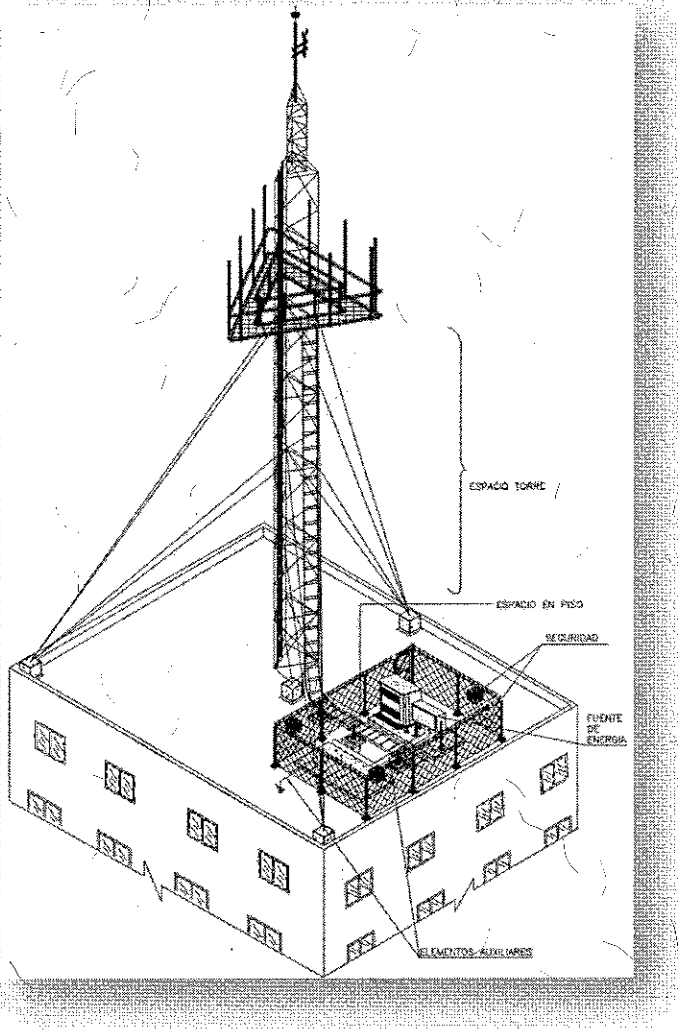 ESPACIO TORRE
ESPACIO EN PISO
SEGURIDAD
FUENTE
DE
ENERGIA
ELEMENTOS AUXILIARES